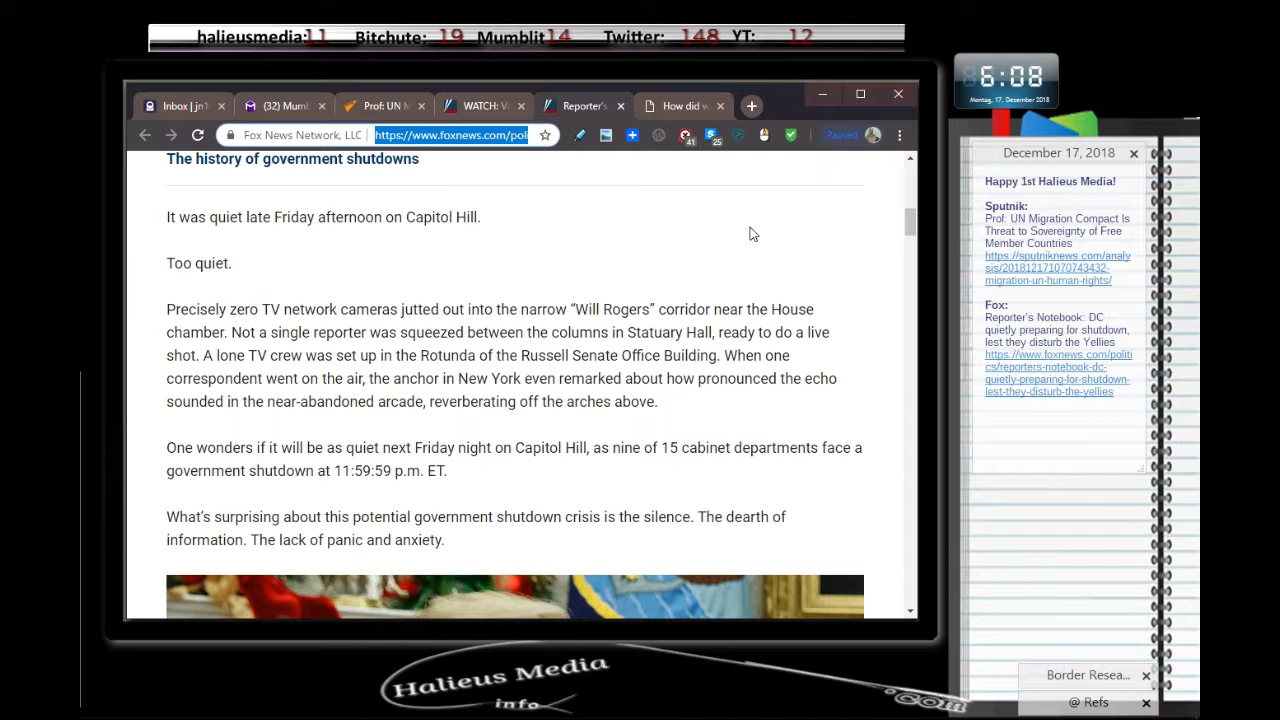 halieusmedia: 11 Bitchute: 19 Mumblit 14 Twitter: 148 YT: 12
6:08
Montag, 17. Dezember 2018
Inbox | jn1 (32) Mum Prof: UN M WATCH: Vi Reporter's How did w
Fox News Network, LLC https://www.foxnews.com/poli Paused
41 25
The history of government shutdowns
It was quiet late Friday afternoon on Capitol Hill.
Too quiet.
Precisely zero TV network cameras jutted out into the narrow “Will Rogers” corridor near the House
chamber. Not a single reporter was squeezed between the columns in Statuary Hall, ready to do a live
shot. A lone TV crew was set up in the Rotunda of the Russell Senate Office Building. When one
correspondent went on the air, the anchor in New York even remarked about how pronounced the echo
sounded in the near-abandoned arcade, reverberating off the arches above.
One wonders if it will be as quiet next Friday night on Capitol Hill, as nine of 15 cabinet departments face a
government shutdown at 11:59:59 p.m. ET.
What’s surprising about this potential government shutdown crisis is the silence. The dearth of
information. The lack of panic and anxiety.
December 17, 2018
Happy 1st Halieus Media!
Sputnik:
Prof: UN Migration Compact Is
Threat to Sovereignty of Free
Member Countries
https://sputniknews.com/analy
sis/201812171070743432-
migration-un-human-rights/
Fox:
Reporter’s Notebook: DC
quietly preparing for shutdown,
lest they disturb the Yellies
https://www.foxnews.com/politi
cs/reporters-notebook-dc-
quietly-preparing-for-shutdown-
lest-they-disturb-the-yellies
Border Resea...
@ Refs
Halieus Media
info
.com